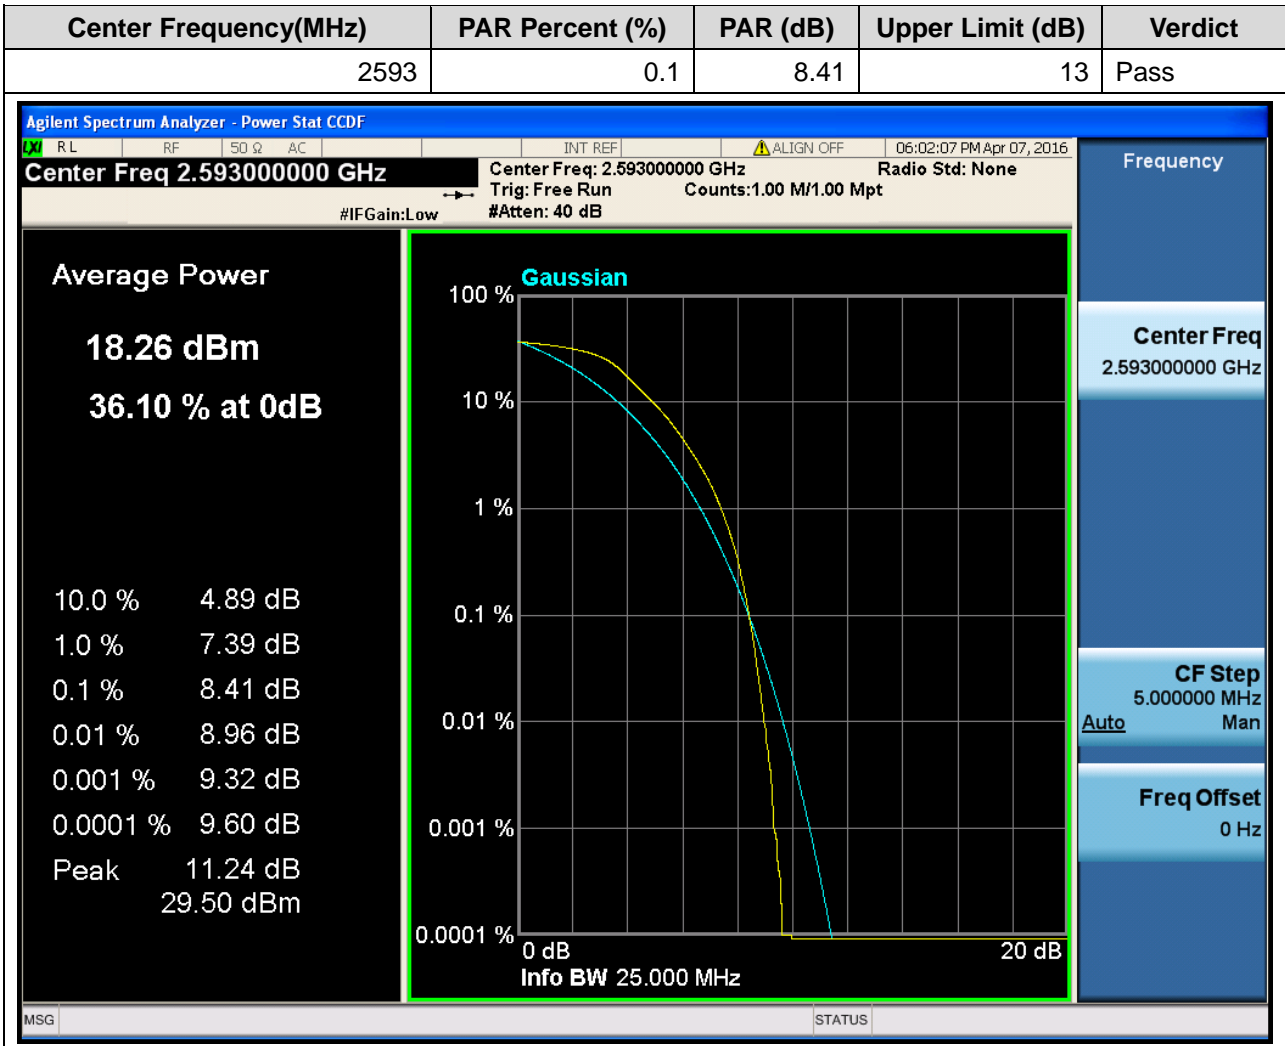 Center Frequency(MHz) PAR Percent (%) PAR (dB) Upper Limit (dB) Verdict
2593 0.1 8.41 13 Pass
Agilent Spectrum Analyzer - Power Stat CCDF
LXI RL RF 50 Ω AC INT REF ALIGN OFF 06:02:07 PM Apr 07, 2016
Center Freq 2.593000000 GHz
Center Freq: 2.593000000 GHz Radio Std: None
Trig: Free Run Counts:1.00 M/1.00 Mpt
#IFGain:Low #Atten: 40 dB
Average Power
18.26 dBm
36.10 % at 0dB
10.0 % 4.89 dB
1.0 % 7.39 dB
0.1 % 8.41 dB
0.01 % 8.96 dB
0.001 % 9.32 dB
0.0001 % 9.60 dB
Peak 11.24 dB
29.50 dBm
Gaussian
100 %
10 %
1 %
0.1 %
0.01 %
0.001 %
0.0001 %
0 dB 20 dB
Info BW 25.000 MHz
Frequency
Center Freq
2.593000000 GHz
CF Step
5.000000 MHz
Auto Man
Freq Offset
0 Hz
MSG STATUS